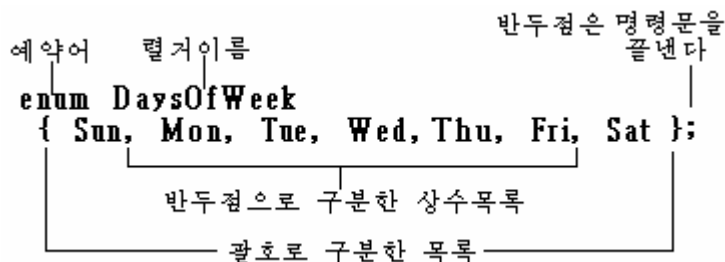 반두점은 명령문을
끝낸다
예약어 렬거이름
enum DaysOfWeek
{ Sun, Mon, Tue, Wed, Thu, Fri, Sat };
반두점으로 구분한 상수목록
괄호로 구분한 목록